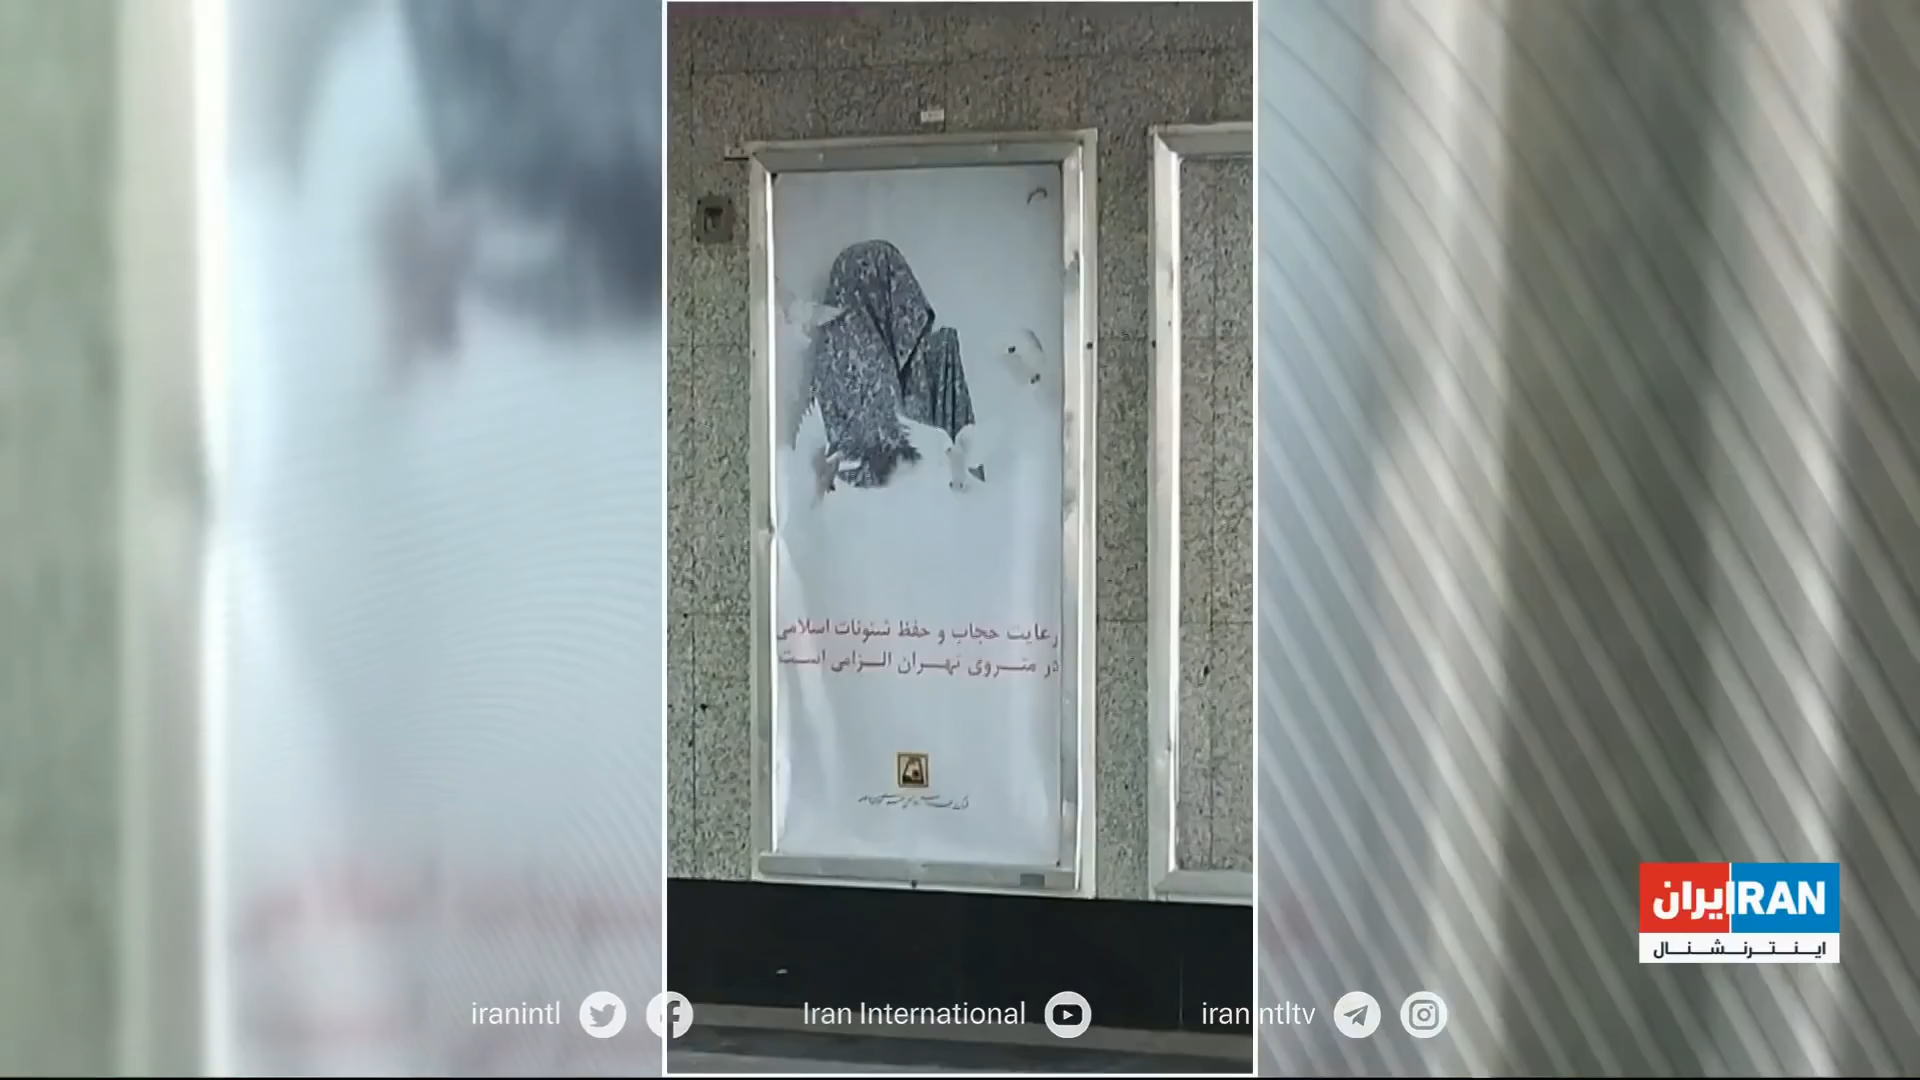 رعایت حجاب و حفظ شئونات اسلامی
در متروی تهران الزامی است
ایران IRAN
اینترنشنال
iranintl
Iran International
iranintltv